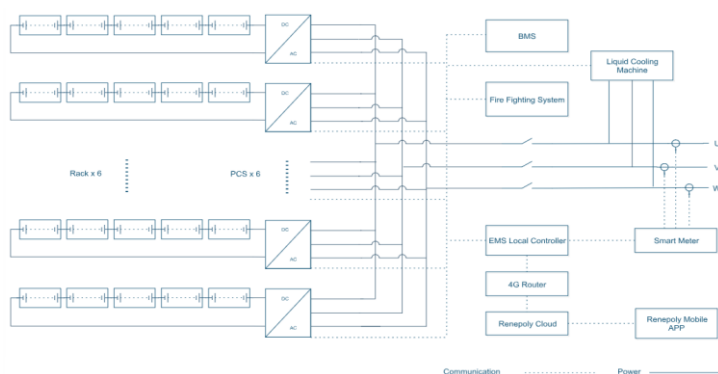 DC
AC
BMS
Liquid Cooling
Machine
DC
AC
Fire Fighting System
U
V
W
Rack x 6
PCS x 6
DC
AC
EMS Local Controller
Smart Meter
4G Router
DC
AC
Renepoly Cloud
Renepoly Mobile
APP
Communication
Power